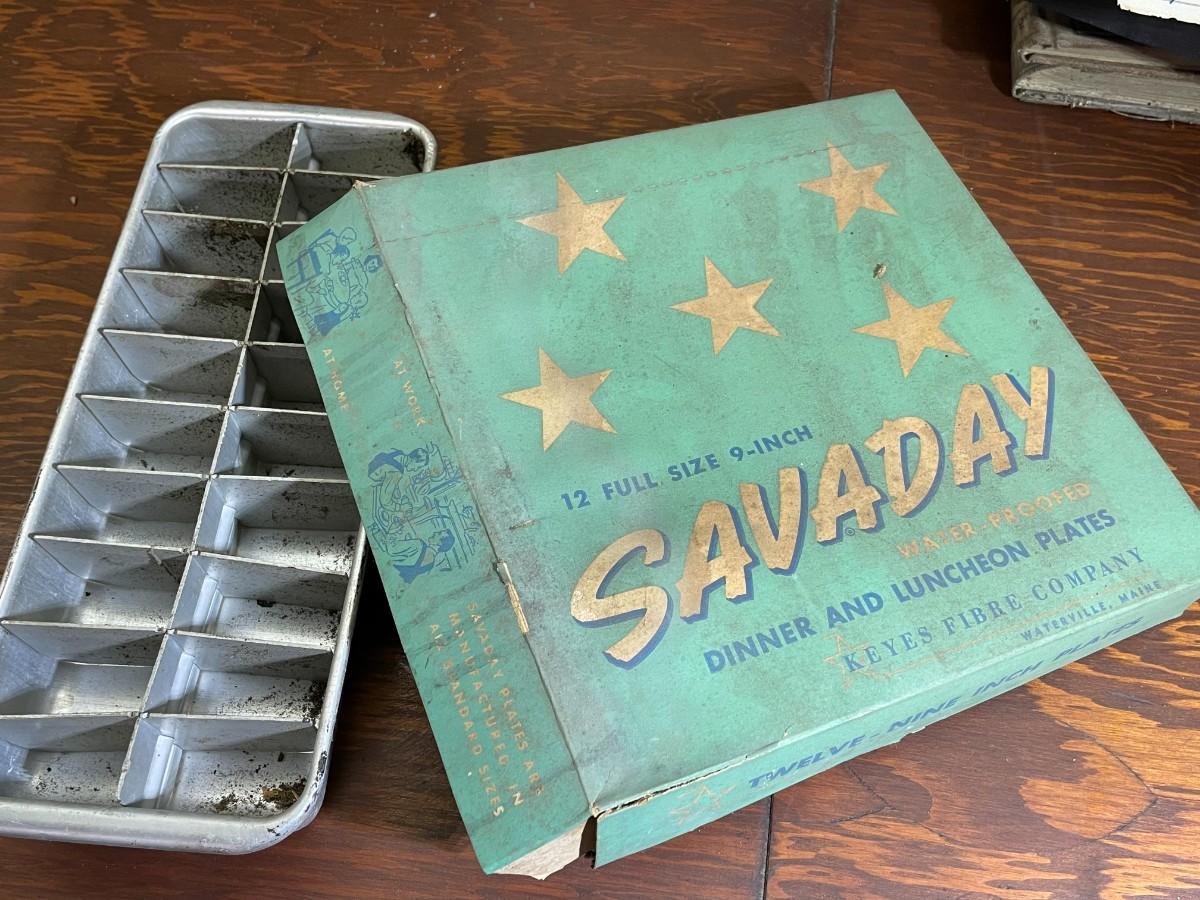 12 FULL SIZE 9-INCH
SAVADAY®
WATER-PROOFED
DINNER AND LUNCHEON PLATES
KEYES FIBRE COMPANY
WATERVILLE, MAINE
TWELVE-NINE INCH PLATES
AT HOME
AT WORK
SAVADAY PLATES ARE
MANUFACTURED IN
ALL STANDARD SIZES